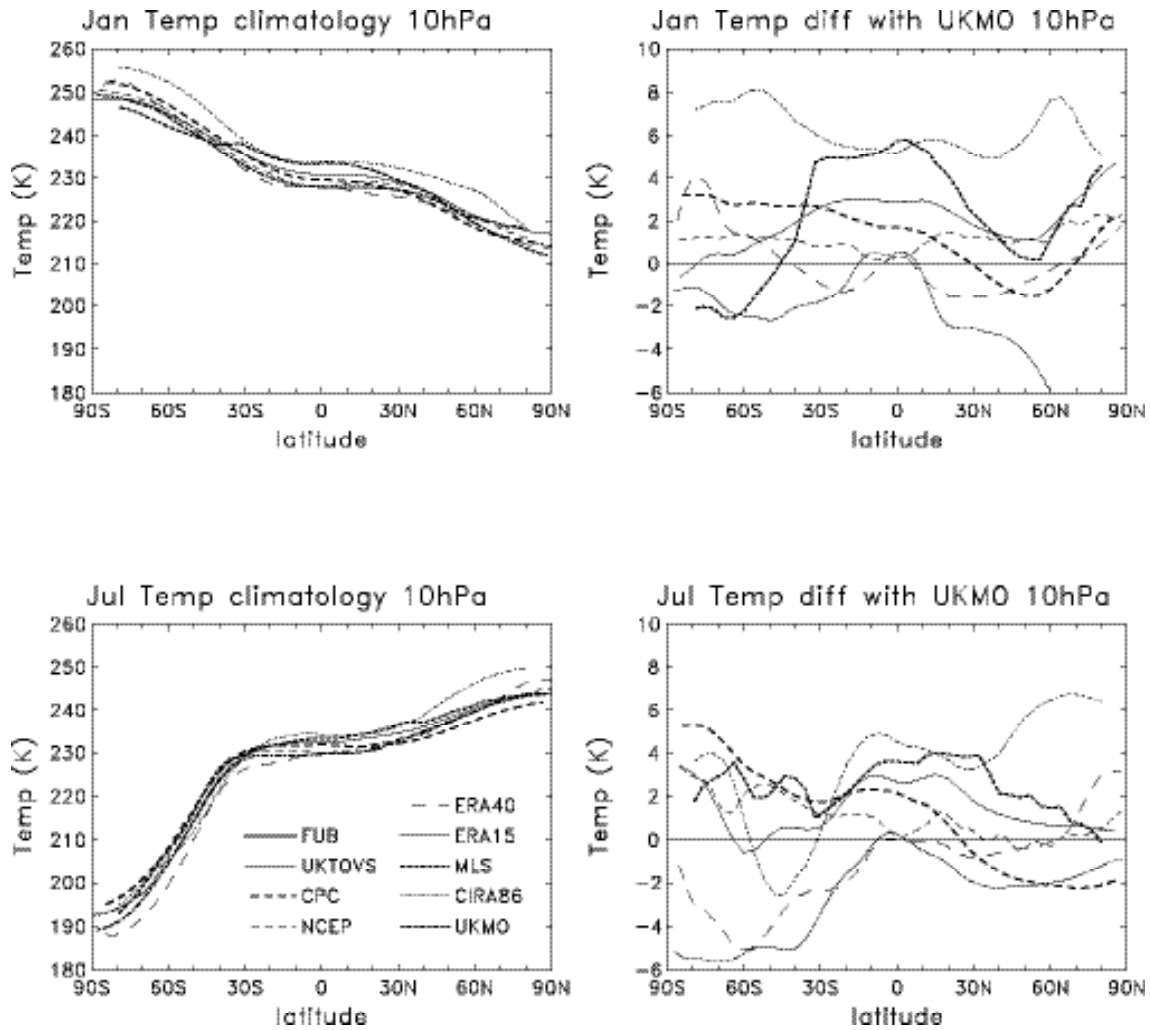 Jan Temp climatology 10hPa
260
250
240
230
220
210
200
190
180
Temp (K)
90S 60S 30S 0 30N 60N 90N
latitude
Jan Temp diff with UKMO 10hPa
10
8
6
4
2
0
-2
-4
-6
Temp (K)
90S 60S 30S 0 30N 60N 90N
latitude
Jul Temp climatology 10hPa
260
250
240
230
220
210
200
190
180
Temp (K)
90S 60S 30S 0 30N 60N 90N
latitude
FUB
UKTOVS
CPC
NCEP
ERA40
ERA15
MLS
CIRA86
UKMO
Jul Temp diff with UKMO 10hPa
10
8
6
4
2
0
-2
-4
-6
Temp (K)
90S 60S 30S 0 30N 60N 90N
latitude